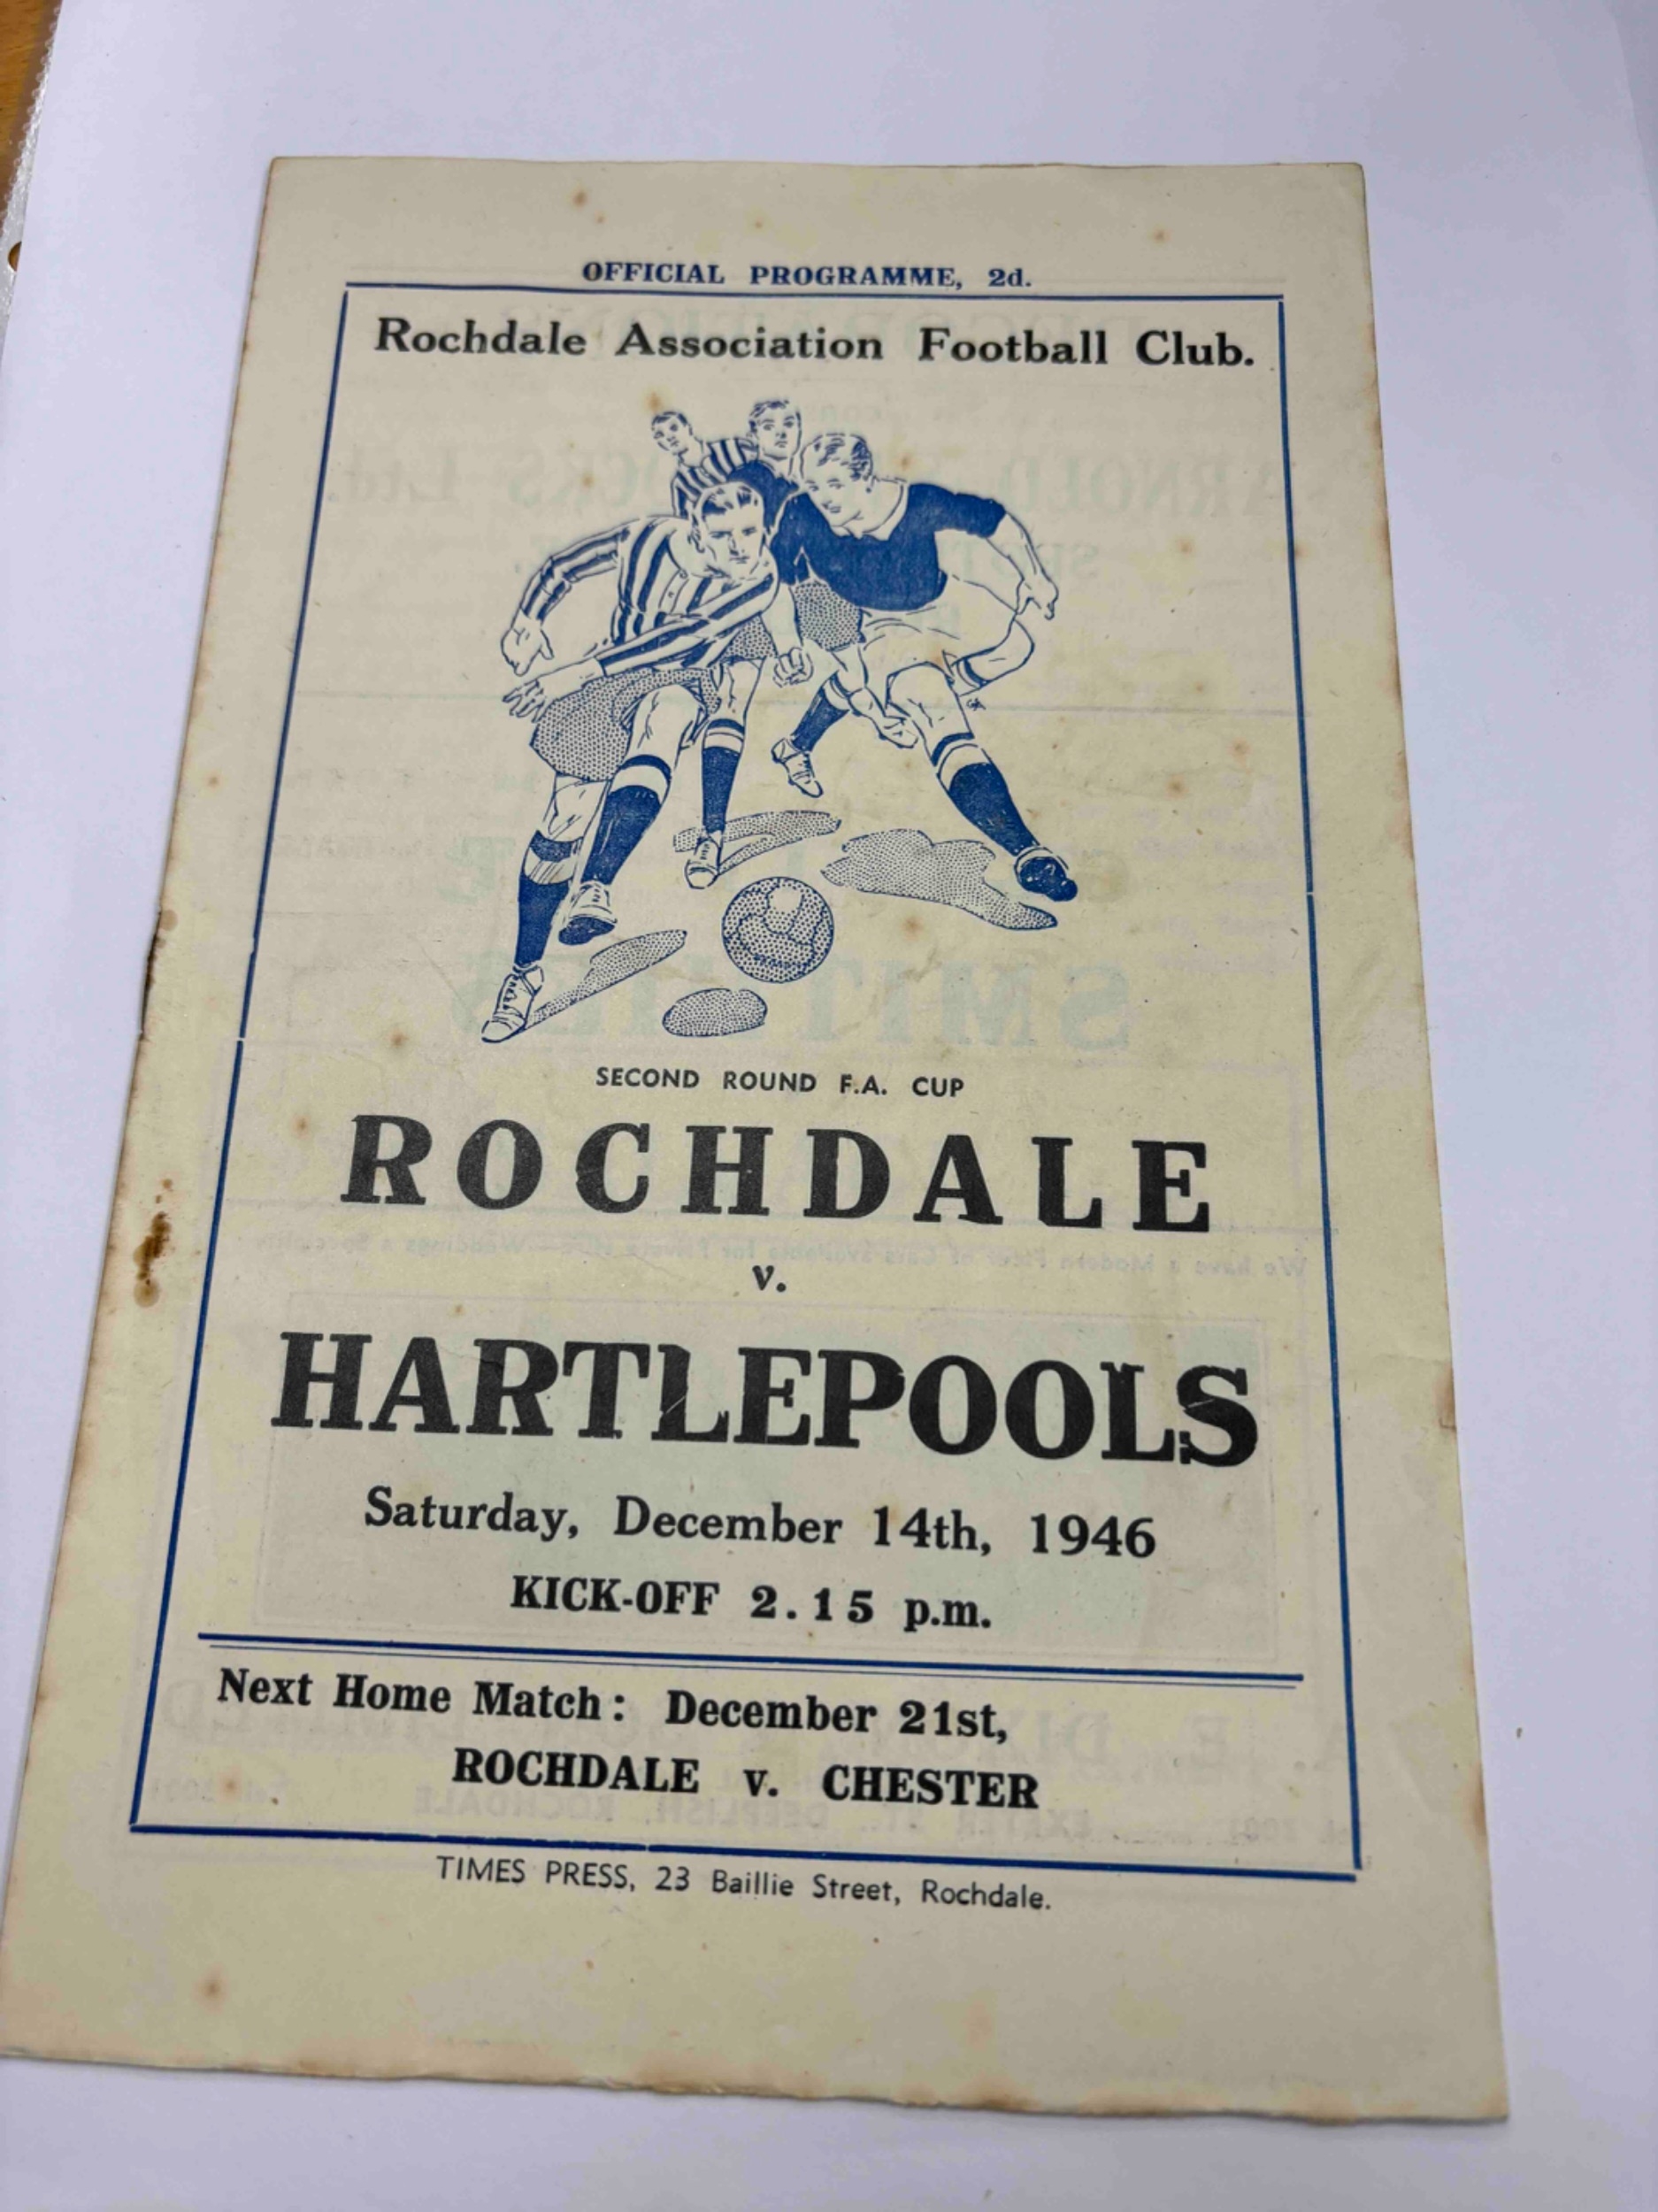 OFFICIAL PROGRAMME, 2d.
Rochdale Association Football Club.
SECOND ROUND F.A. CUP
ROCHDALE
v.
HARTLEPOOLS
Saturday, December 14th, 1946
KICK-OFF 2.15 p.m.
Next Home Match: December 21st,
ROCHDALE v. CHESTER
TIMES PRESS, 23 Baillie Street, Rochdale.